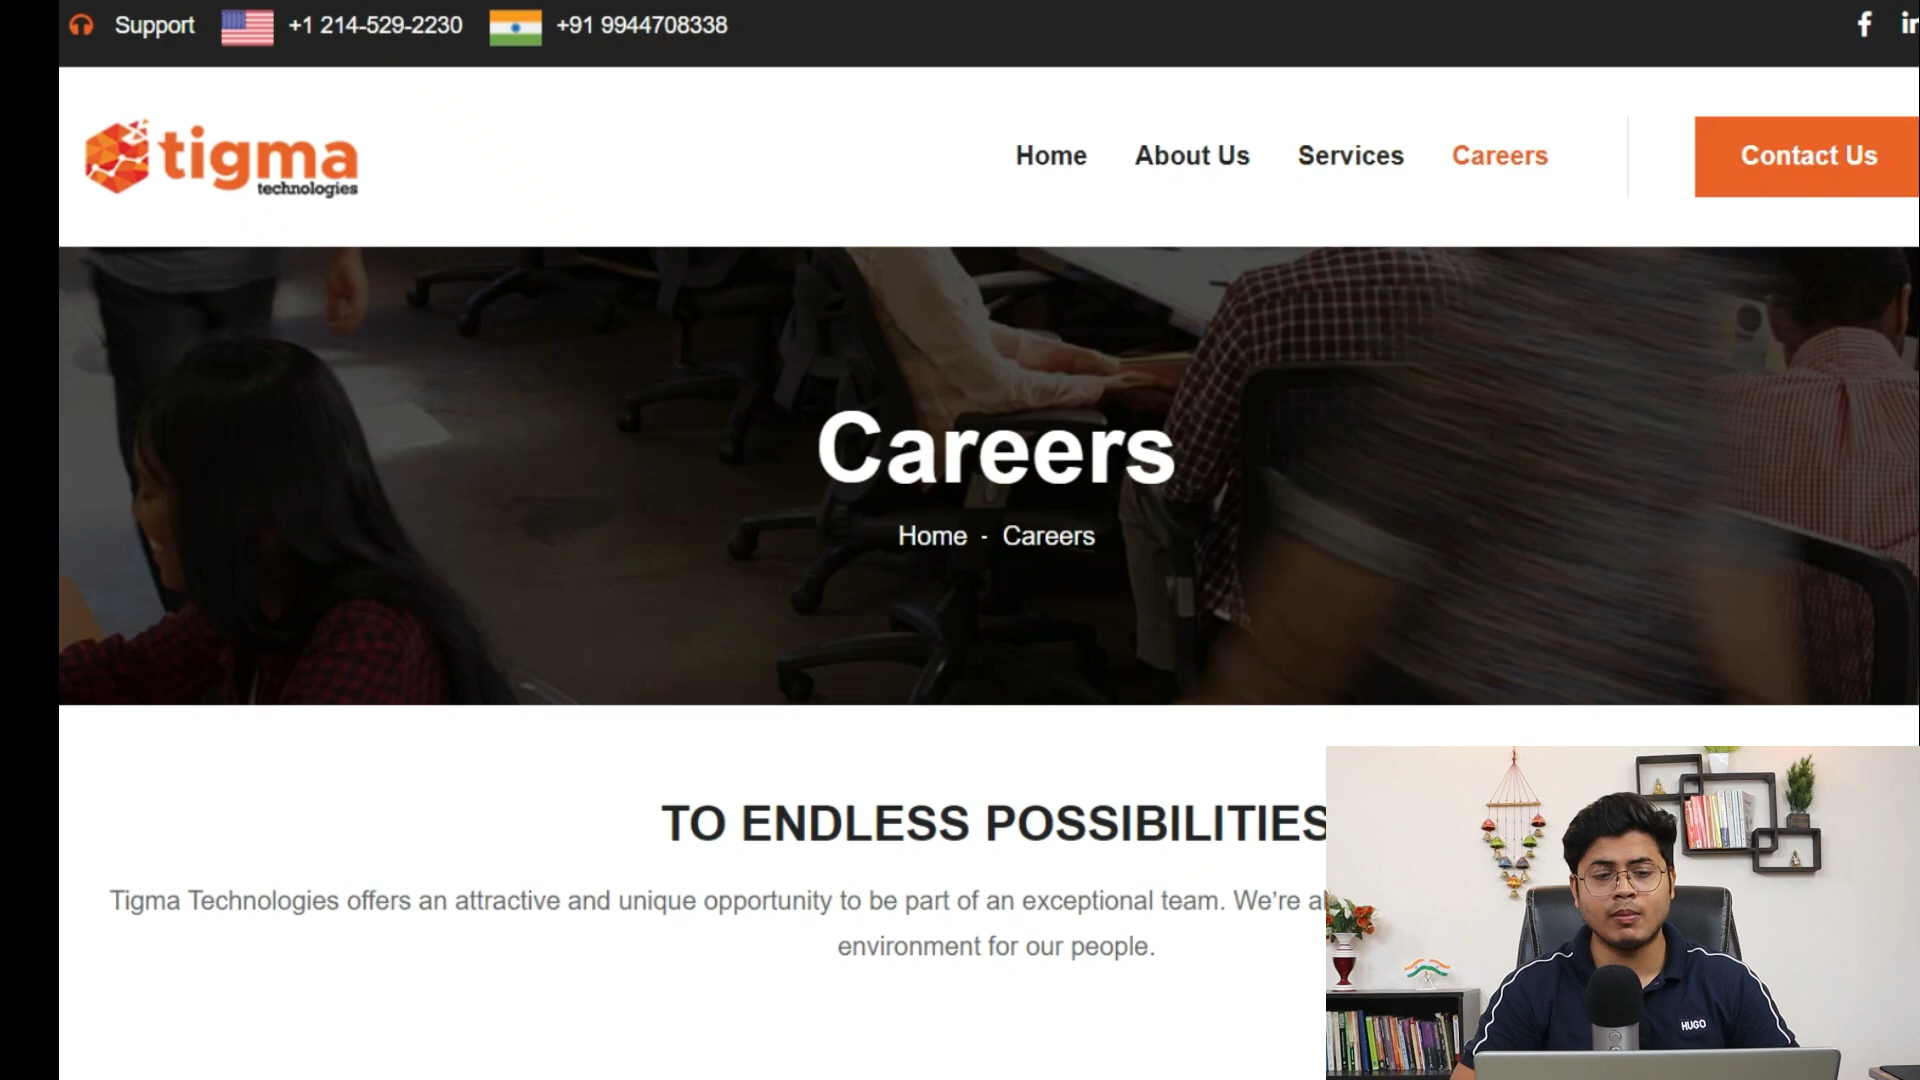 Support +1 214-529-2230 +91 9944708338
tigma
technologies
Home About Us Services Careers Contact Us
Careers
Home - Careers
TO ENDLESS POSSIBILITIES
Tigma Technologies offers an attractive and unique opportunity to be part of an exceptional team. We’re
environment for our people.
HUGO